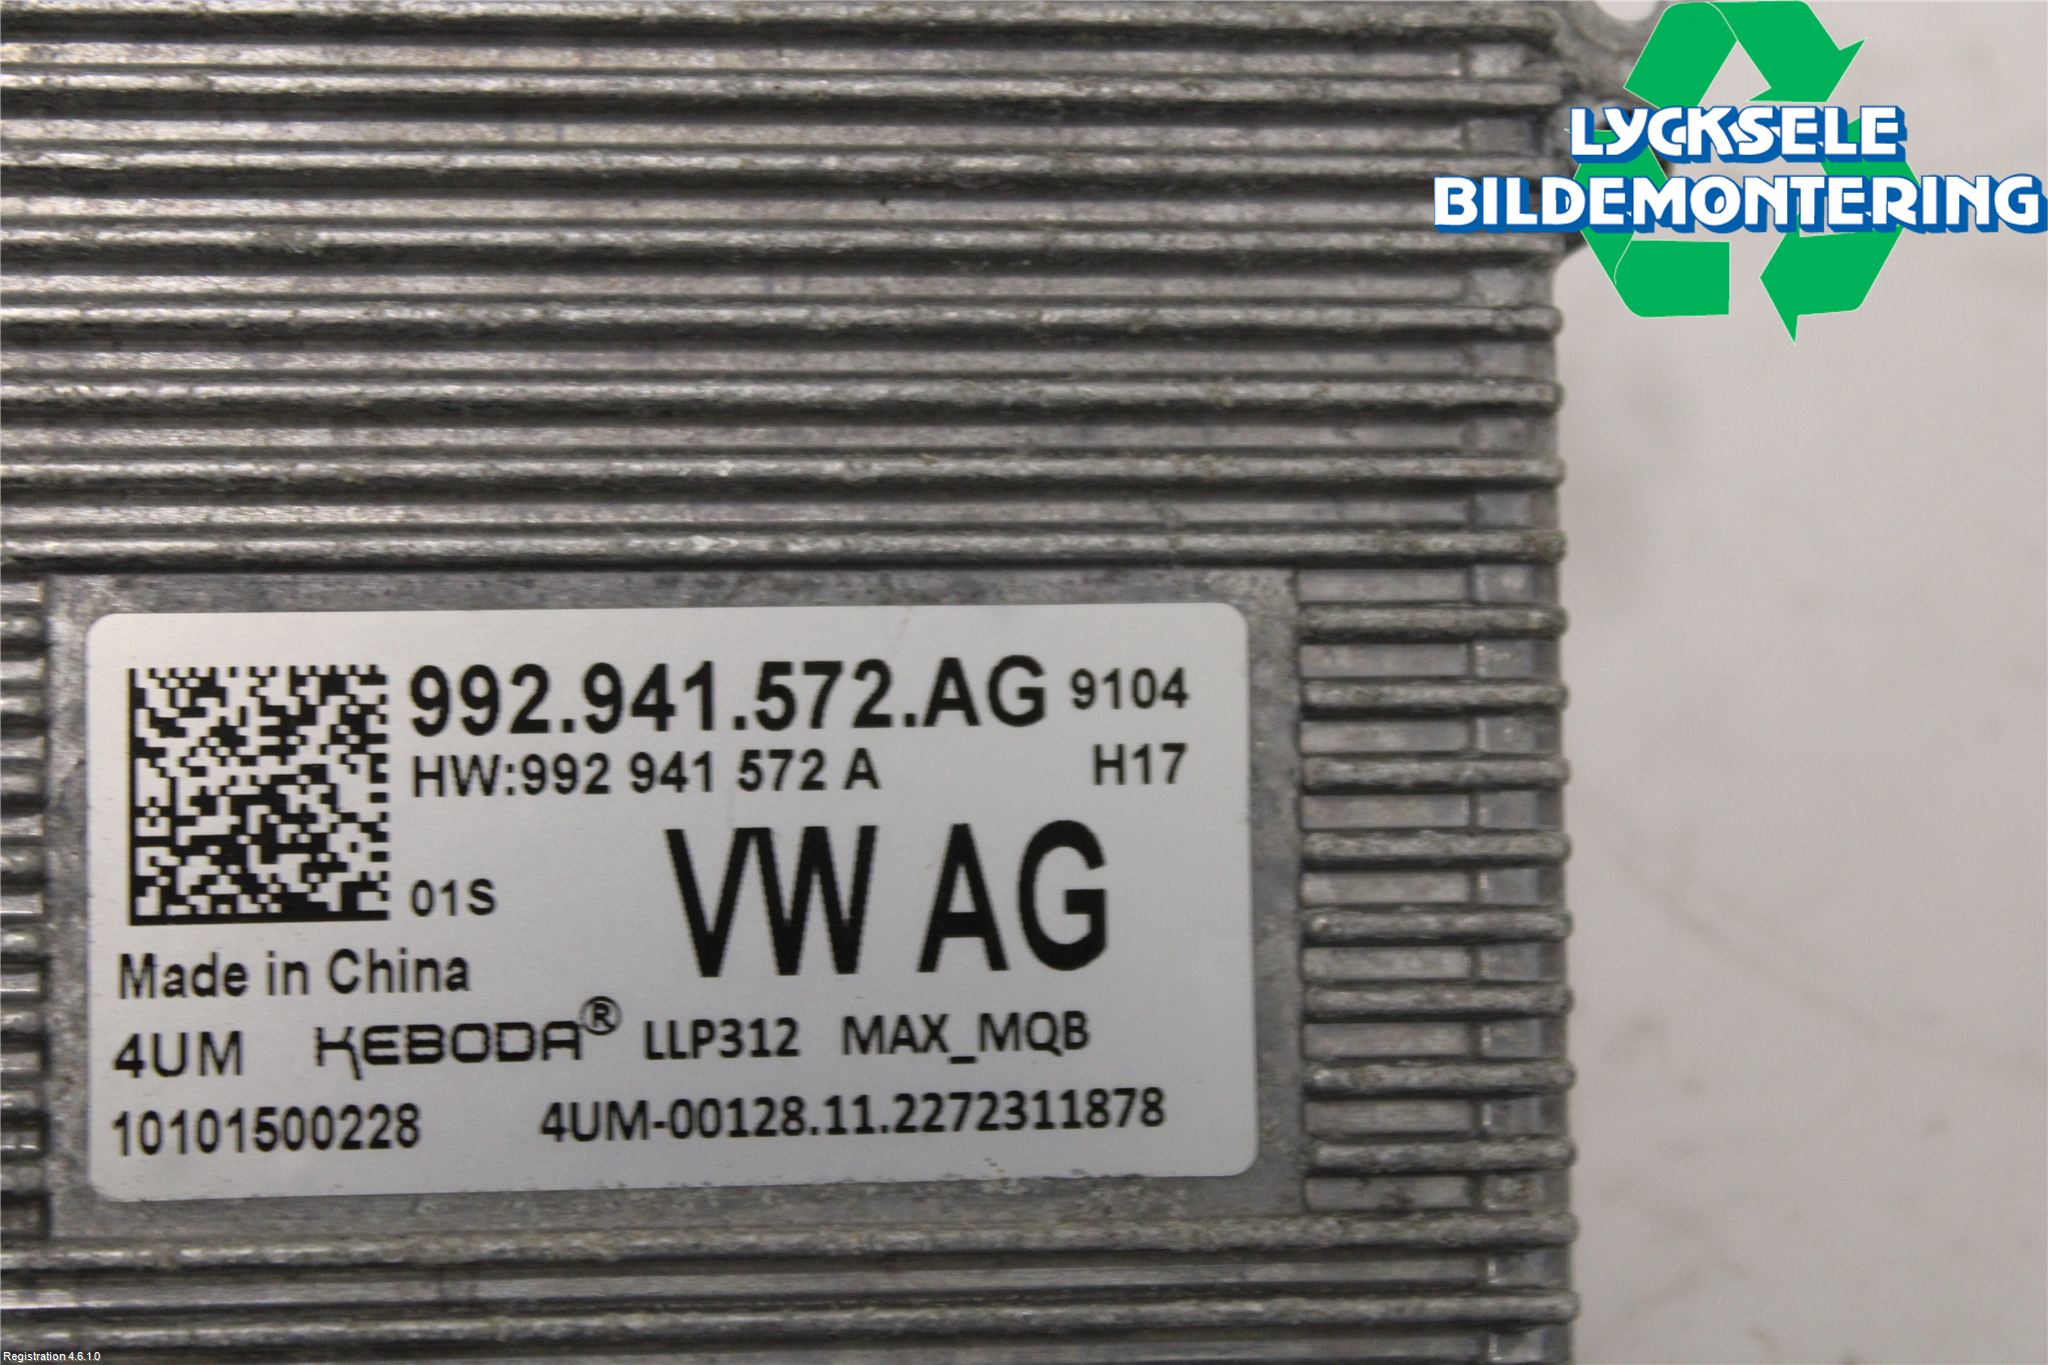 LYCKSELE
BILDEMONTERING
992.941.572.AG 9104
HW:992 941 572 A H17
VW AG
01S
Made in China
4UM KEBODA® LLP312 MAX_MQB
10101500228 4UM-00128.11.2272311878
Registration 4.6.1.0